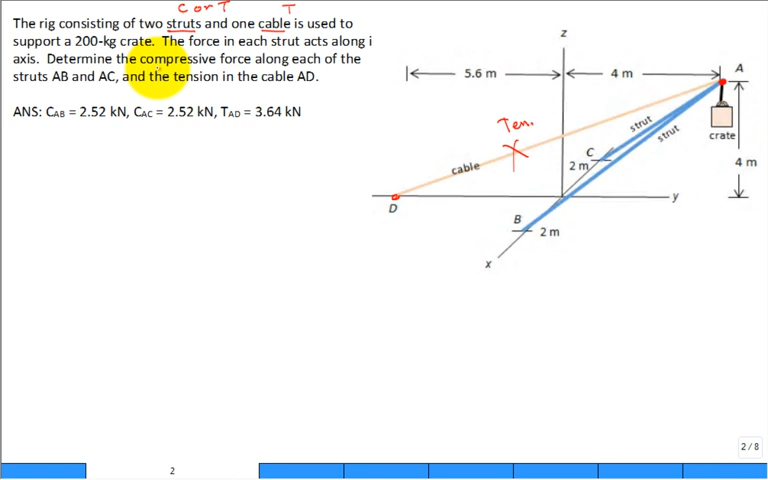 C or T T
The rig consisting of two struts and one cable is used to
support a 200-kg crate. The force in each strut acts along i
axis. Determine the compressive force along each of the
struts AB and AC, and the tension in the cable AD.
ANS: CAB = 2.52 kN, CAC = 2.52 kN, TAD = 3.64 kN
z
5.6 m 4 m A
Ten.
strut
strut
crate
C
2 m
cable
4 m
D
y
B
2 m
x
2 / 8
2